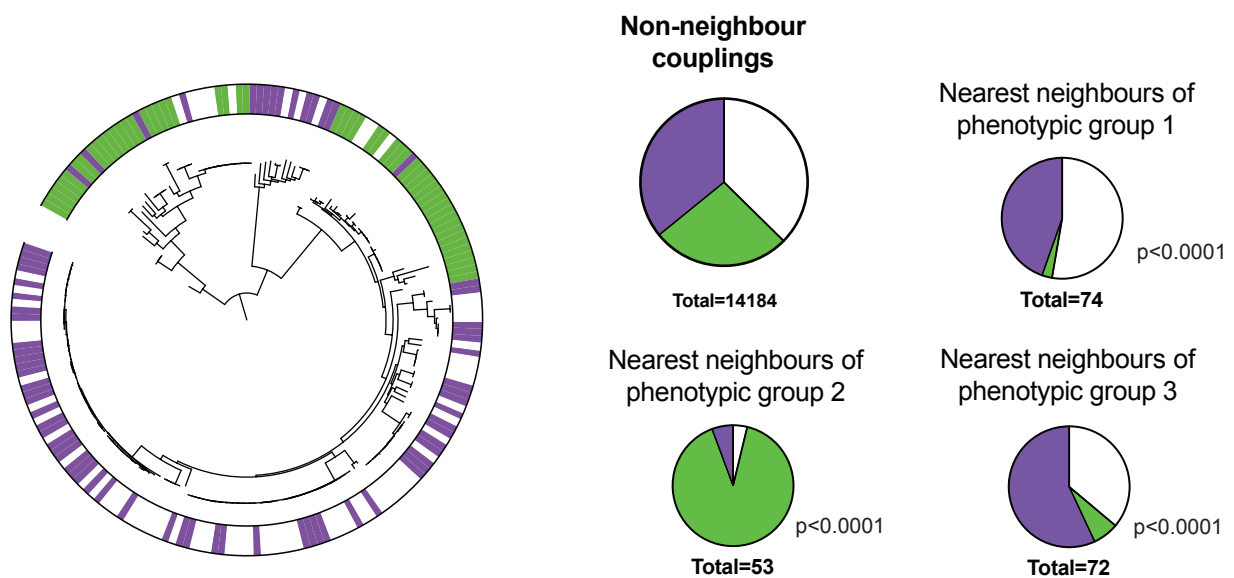 Non-neighbour
couplings
Total=14184
Nearest neighbours of
phenotypic group 1
p<0.0001
Total=74
Nearest neighbours of
phenotypic group 2
p<0.0001
Total=53
Nearest neighbours of
phenotypic group 3
p<0.0001
Total=72